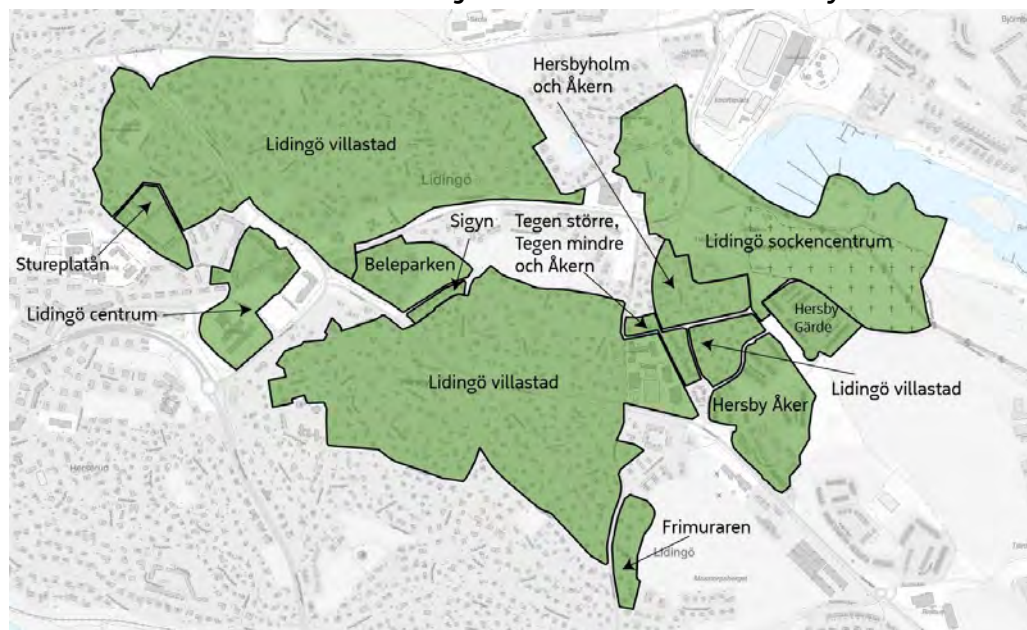 Hersbyholm
och Åkern
Lidingö villastad
Lidingö
Sigyn
Tegen större,
Tegen mindre
och Åkern
Lidingö sockencentrum
Stureplatån
Beleparken
Lidingö centrum
Hersby
Gärde
Lidingö villastad
Lidingö villastad
Hersby Åker
Frimuraren
Lidingö